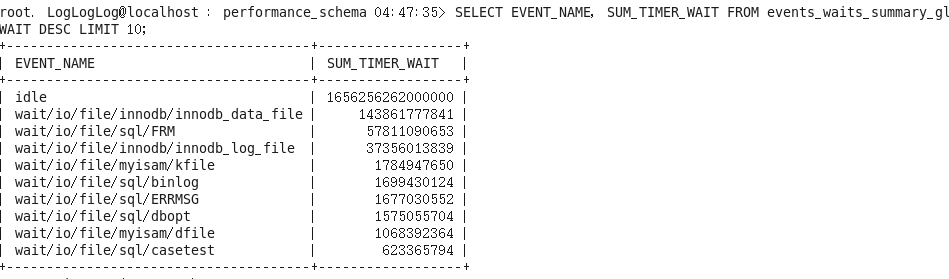 root. LogLogLog@localhost : performance_schema 04:47:35> SELECT EVENT_NAME, SUM_TIMER_WAIT FROM events_waits_summary_gl
WAIT DESC LIMIT 10;
+---------------------------------------+------------------+
| EVENT_NAME | SUM_TIMER_WAIT |
+---------------------------------------+------------------+
| idle | 1656256262000000 |
| wait/io/file/innodb/innodb_data_file | 143861777841 |
| wait/io/file/sql/FRM | 57811090653 |
| wait/io/file/innodb/innodb_log_file | 37356013839 |
| wait/io/file/myisam/kfile | 1784947650 |
| wait/io/file/sql/binlog | 1699430124 |
| wait/io/file/sql/ERRMSG | 1677030552 |
| wait/io/file/sql/dbopt | 1575055704 |
| wait/io/file/myisam/dfile | 1068392364 |
| wait/io/file/sql/casetest | 623365794 |
+---------------------------------------+------------------+